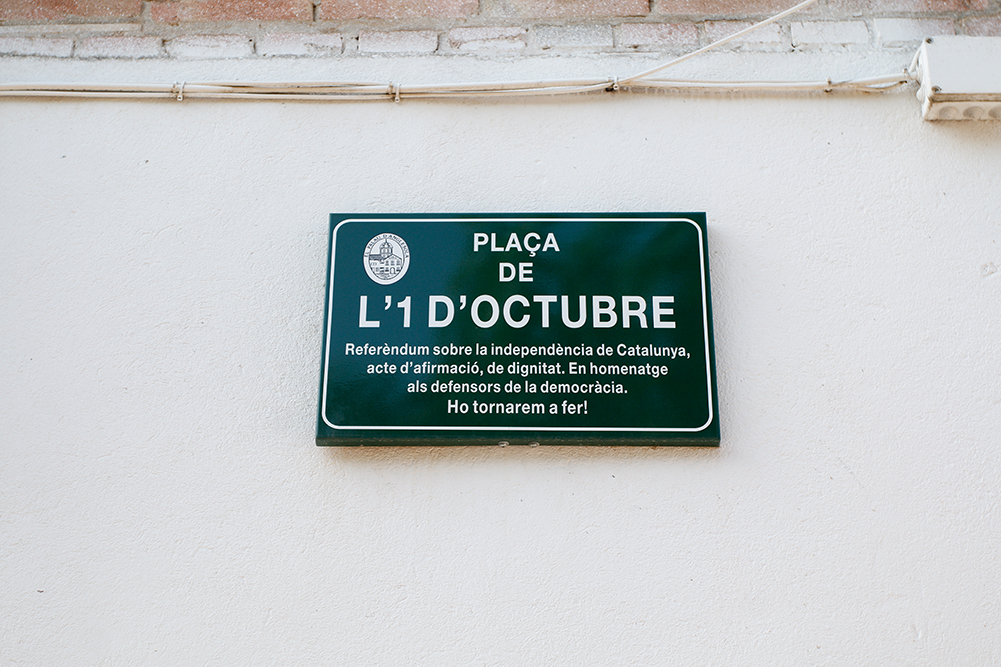 PLAÇA
DE
L'1 D'OCTUBRE
Referèndum sobre la independència de Catalunya,
acte d'afirmació, de dignitat. En homenatge
als defensors de la democràcia.
Ho tornarem a fer!